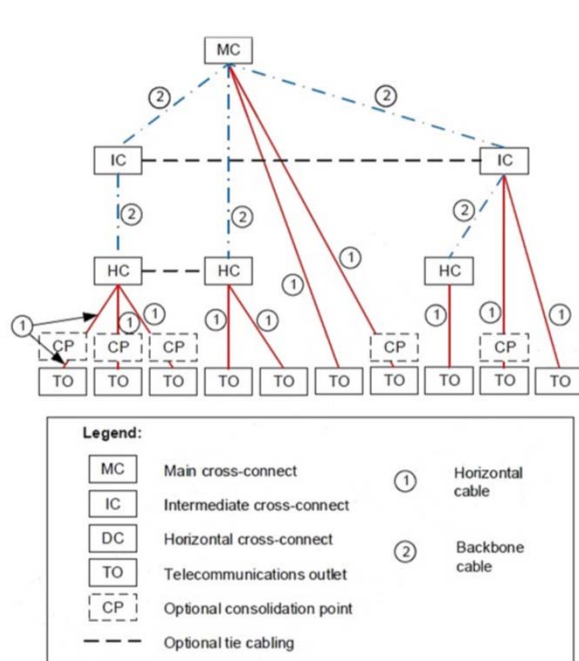 MC
2
2
IC
IC
2
2
2
1
HC
HC
HC
1
1
1
1
1
1
1
1
1
1
CP
CP
CP
CP
CP
TO
TO
TO
TO
TO
TO
TO
TO
TO
TO
Legend:
MC
Main cross-connect
IC
Intermediate cross-connect
DC
Horizontal cross-connect
TO
Telecommunications outlet
CP
Optional consolidation point
Optional tie cabling
1
Horizontal
cable
2
Backbone
cable